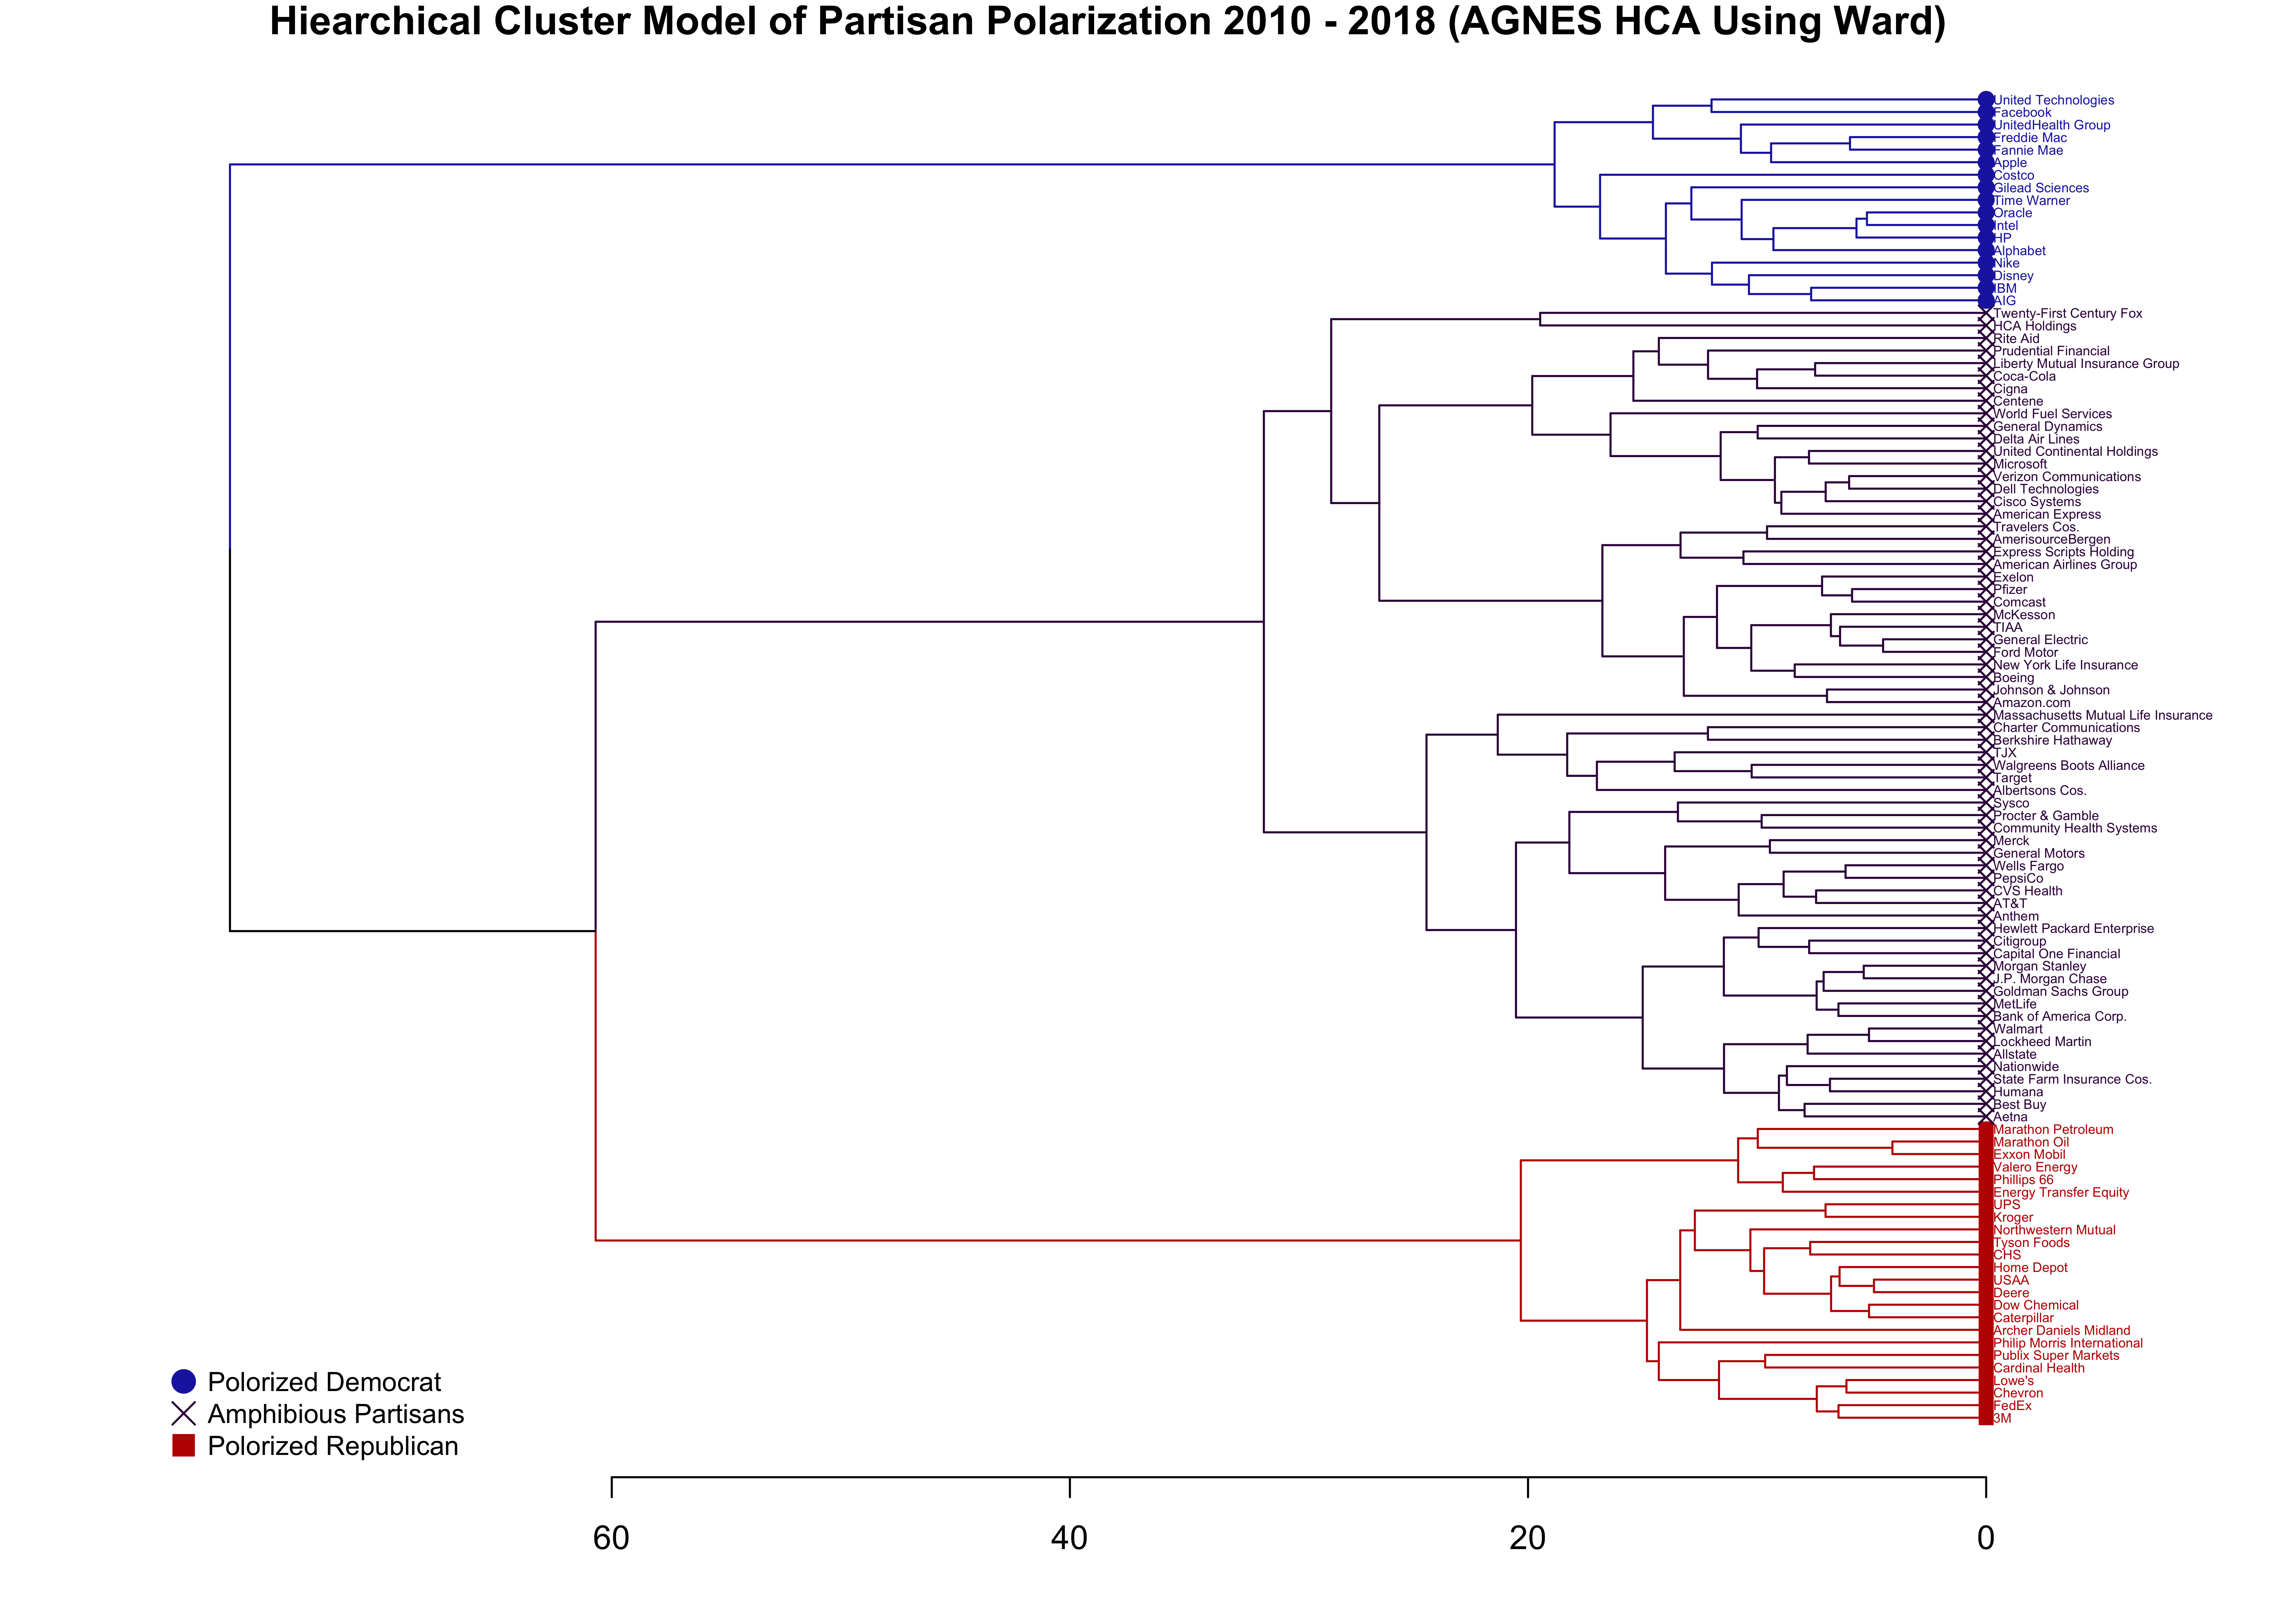 Hiearchical Cluster Model of Partisan Polarization 2010 - 2018 (AGNES HCA Using Ward)
United Technologies
Facebook
UnitedHealth Group
Freddie Mac
Fannie Mae
Apple
Costco
Gilead Sciences
Time Warner
Oracle
Intel
HP
Alphabet
Nike
Disney
IBM
AIG
Twenty-First Century Fox
HCA Holdings
Rite Aid
Prudential Financial
Liberty Mutual Insurance Group
Coca-Cola
Cigna
Centene
World Fuel Services
General Dynamics
Delta Air Lines
United Continental Holdings
Microsoft
Verizon Communications
Dell Technologies
Cisco Systems
American Express
Travelers Cos.
AmerisourceBergen
Express Scripts Holding
American Airlines Group
Exelon
Pfizer
Comcast
McKesson
TIAA
General Electric
Ford Motor
New York Life Insurance
Boeing
Johnson & Johnson
Amazon.com
Massachusetts Mutual Life Insurance
Charter Communications
Berkshire Hathaway
TJX
Walgreens Boots Alliance
Target
Albertsons Cos.
Sysco
Procter & Gamble
Community Health Systems
Merck
General Motors
Wells Fargo
PepsiCo
CVS Health
AT&T
Anthem
Hewlett Packard Enterprise
Citigroup
Capital One Financial
Morgan Stanley
J.P. Morgan Chase
Goldman Sachs Group
MetLife
Bank of America Corp.
Walmart
Lockheed Martin
Allstate
Nationwide
State Farm Insurance Cos.
Humana
Best Buy
Aetna
Marathon Petroleum
Marathon Oil
Exxon Mobil
Valero Energy
Phillips 66
Energy Transfer Equity
UPS
Kroger
Northwestern Mutual
Tyson Foods
CHS
Home Depot
USAA
Deere
Dow Chemical
Caterpillar
Archer Daniels Midland
Philip Morris International
Publix Super Markets
Cardinal Health
Lowe's
Chevron
FedEx
3M
Polorized Democrat
Amphibious Partisans
Polorized Republican
60 40 20 0